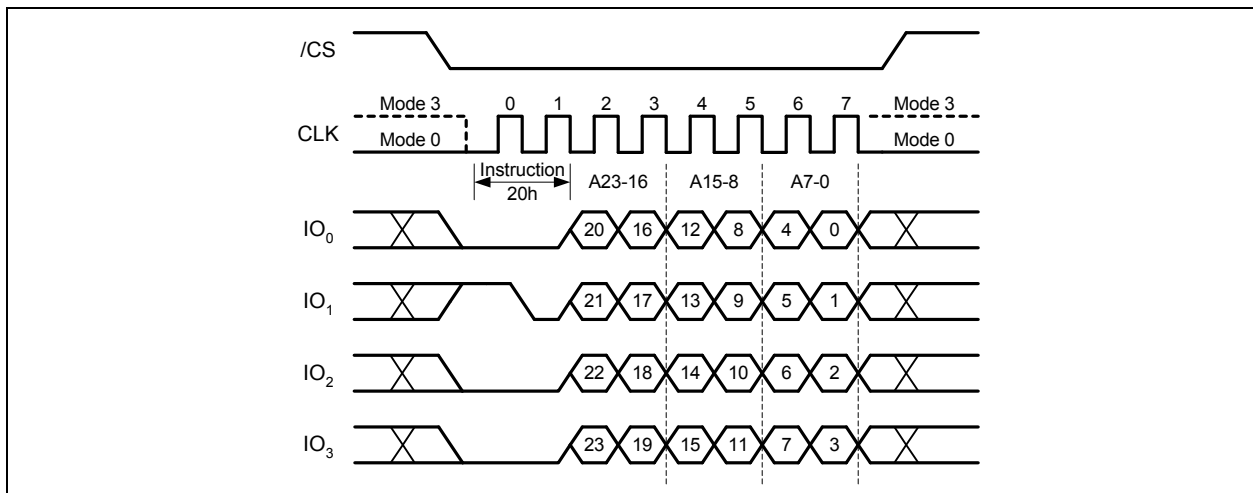 /CS
Mode 3 0 1 2 3 4 5 6 7 Mode 3
CLK
Mode 0 Mode 0
Instruction
20h
A23-16 A15-8 A7-0
IO0 20 16 12 8 4 0
IO1 21 17 13 9 5 1
IO2 22 18 14 10 6 2
IO3 23 19 15 11 7 3